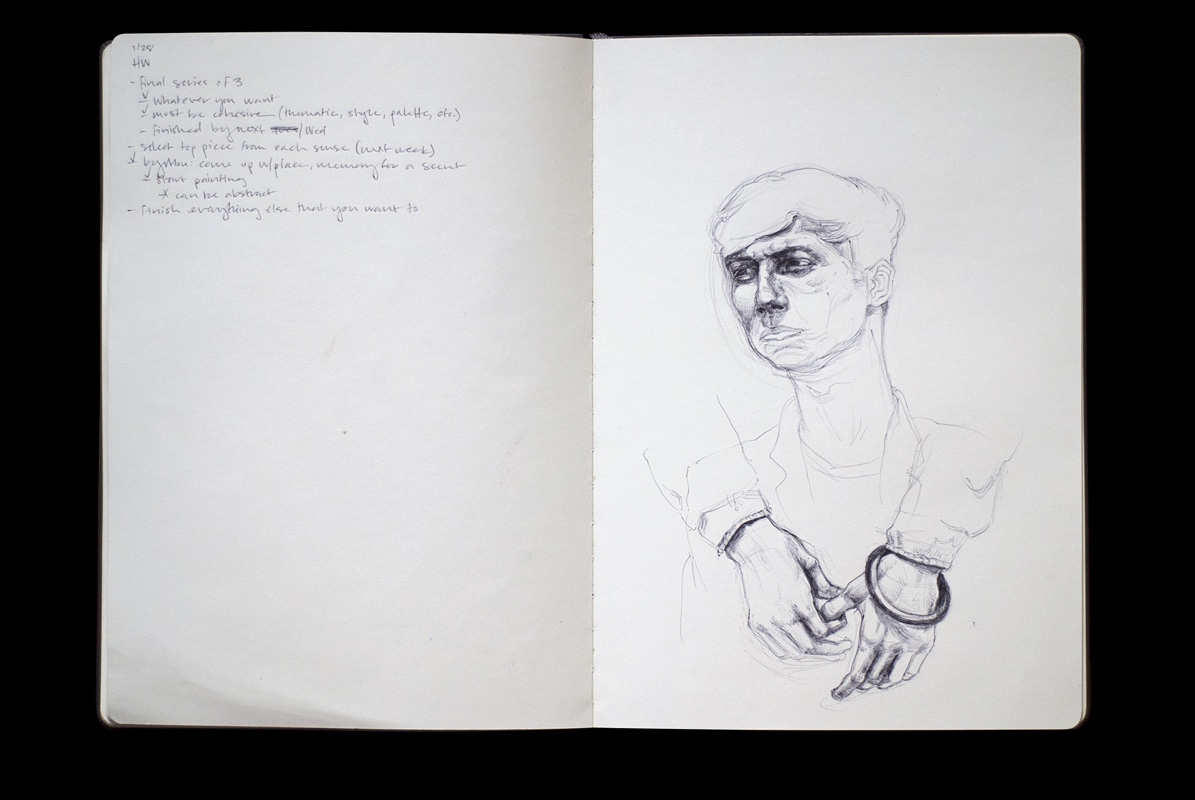 1/28
HW
- Final series of 3
- whatever you want
- must be cohesive (thematic, style, palette, etc.)
- Finished by next /Wed
- select top piece from each sense (next week)
- by Mon: come up w/place, memory for a scent
- start painting
* can be abstract
- Finish everything else that you want to